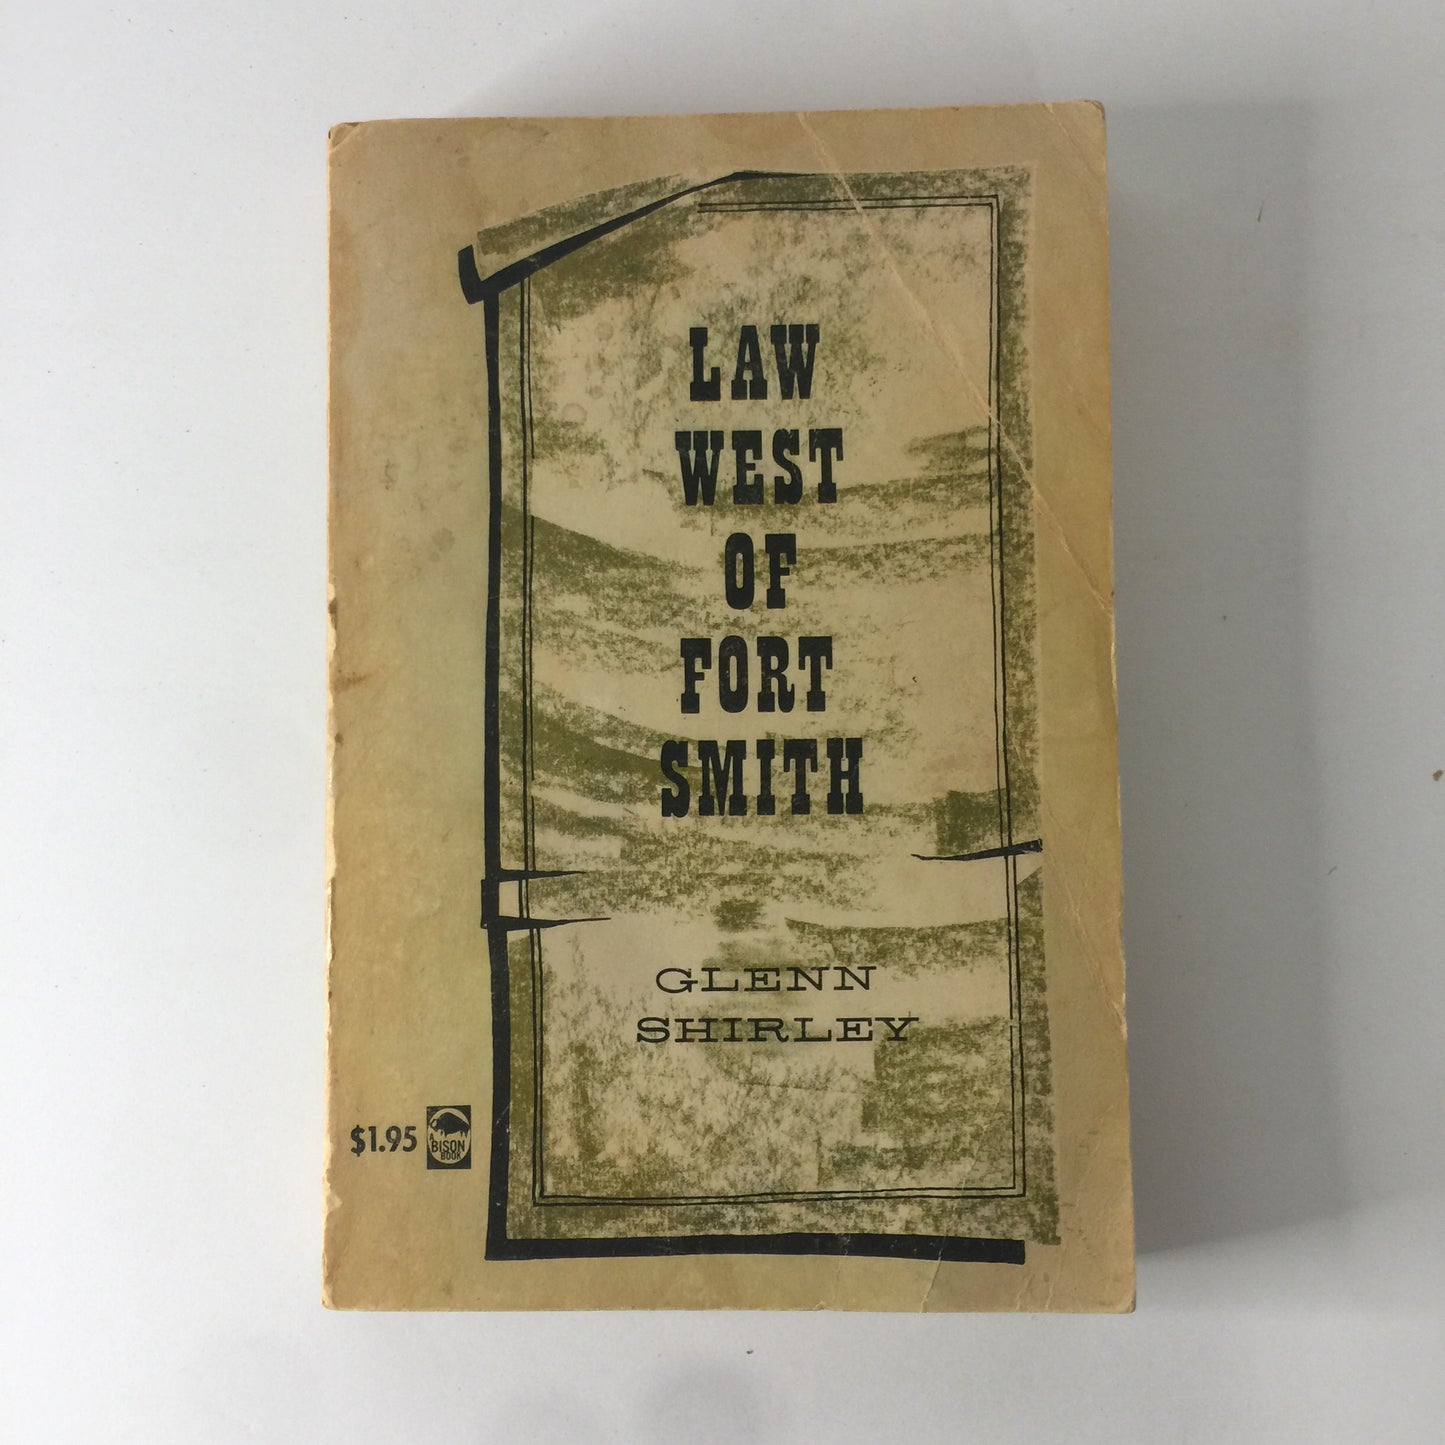 LAW
WEST
OF
FORT
SMITH
GLENN
SHIRLEY
$1.95
A
BISON
BOOK